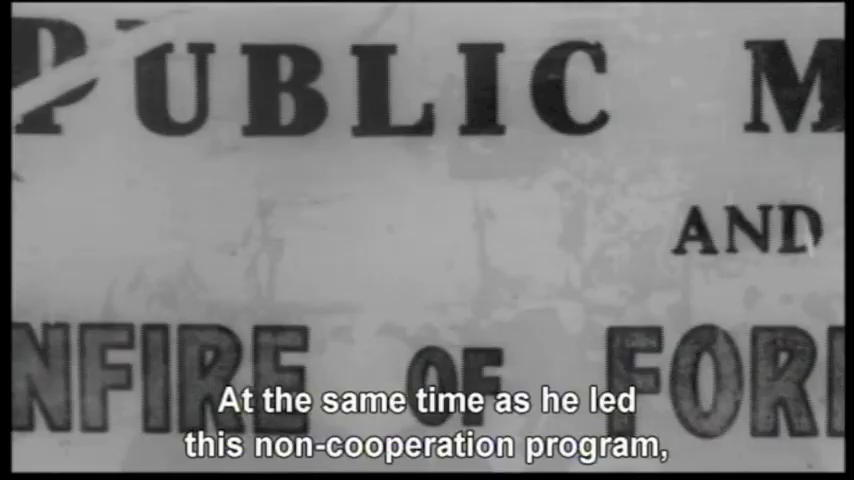 PUBLIC M
AND
NFIRE OF FOR
At the same time as he led
this non-cooperation program,